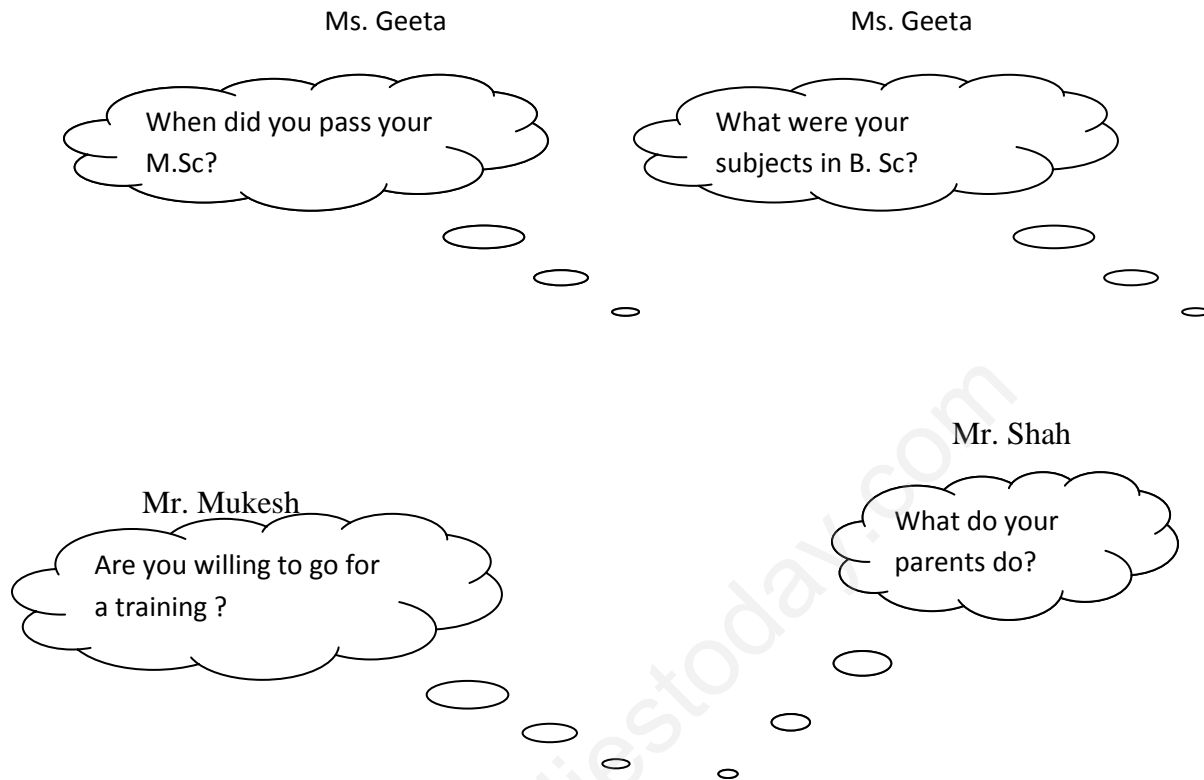 Ms. Geeta
Ms. Geeta
When did you pass your
M.Sc?
What were your
subjects in B. Sc?
Mr. Mukesh
Are you willing to go for
a training ?
Mr. Shah
What do your
parents do?